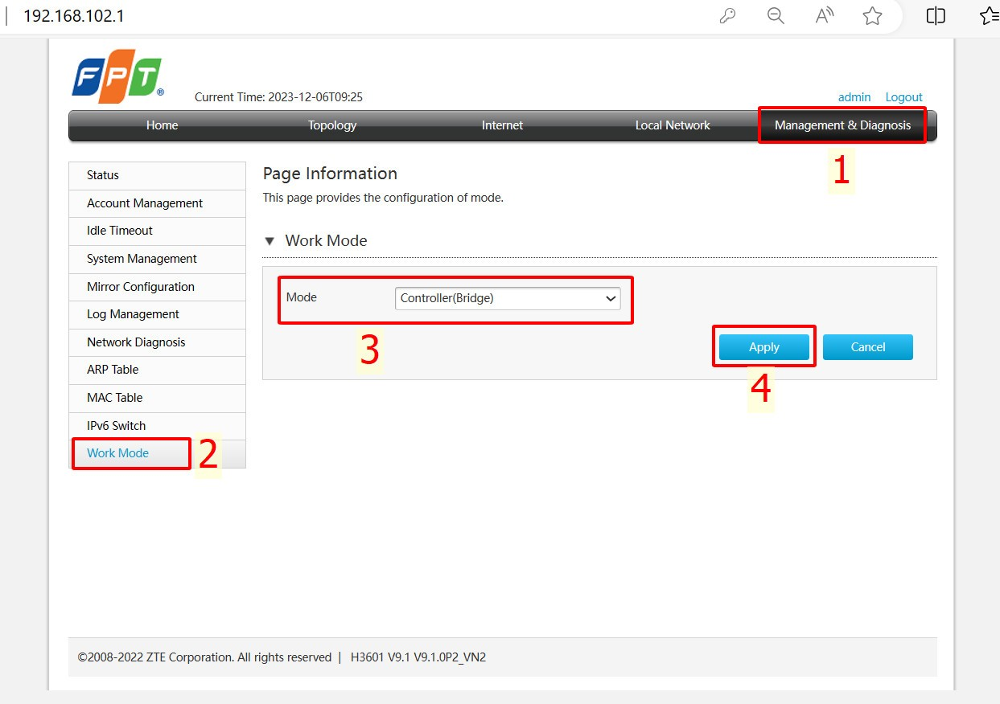 192.168.102.1
FPT®
Current Time: 2023-12-06T09:25
admin Logout
Home Topology Internet Local Network Management & Diagnosis
1
Status
Account Management
Idle Timeout
System Management
Mirror Configuration
Log Management
Network Diagnosis
ARP Table
MAC Table
IPv6 Switch
Work Mode
2
Page Information
This page provides the configuration of mode.
Work Mode
Mode Controller(Bridge)
3
Apply Cancel
4
©2008-2022 ZTE Corporation. All rights reserved | H3601 V9.1 V9.1.0P2_VN2